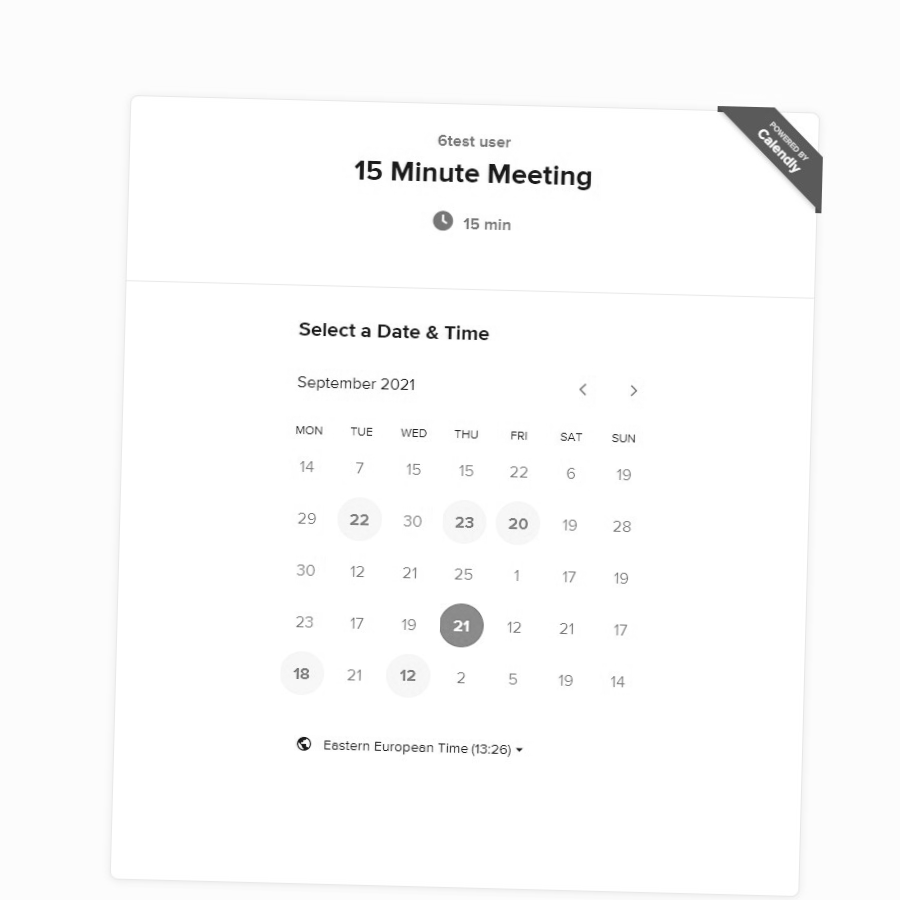 POWERED BY
Calendly
6test user
15 Minute Meeting
15 min
Select a Date & Time
September 2021
MON TUE WED THU FRI SAT SUN
14 7 15 15 22 6 19
29 22 30 23 20 19 28
30 12 21 25 1 17 19
23 17 19 21 12 21 17
18 21 12 2 5 19 14
Eastern European Time (13:26)